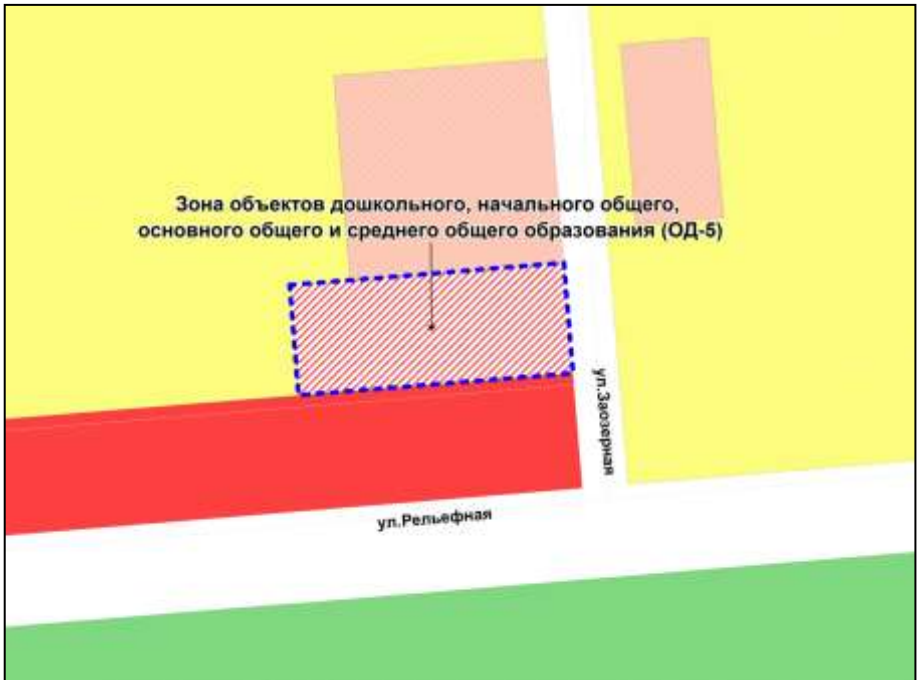 Зона объектов дошкольного, начального общего,
основного общего и среднего общего образования (ОД-5)
ул.Заозерная
ул.Рельефная